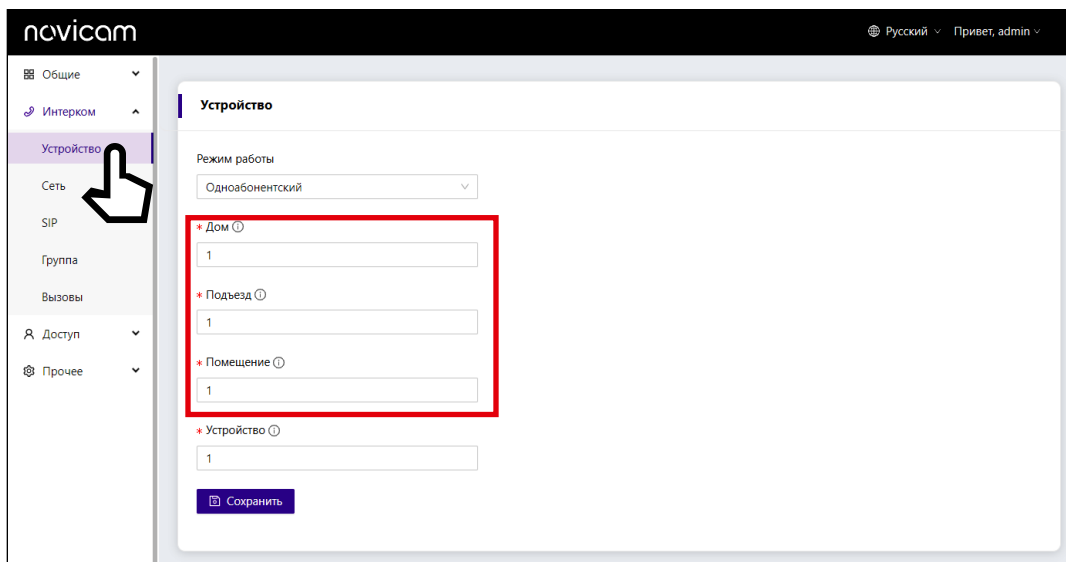 novicam
Русский Привет, admin
Общие
Интерком
Устройство
Сеть
SIP
Группа
Вызовы
Доступ
Прочее
Устройство
Режим работы
Одноабонентский
* Дом
1
* Подъезд
1
* Помещение
1
* Устройство
1
Сохранить